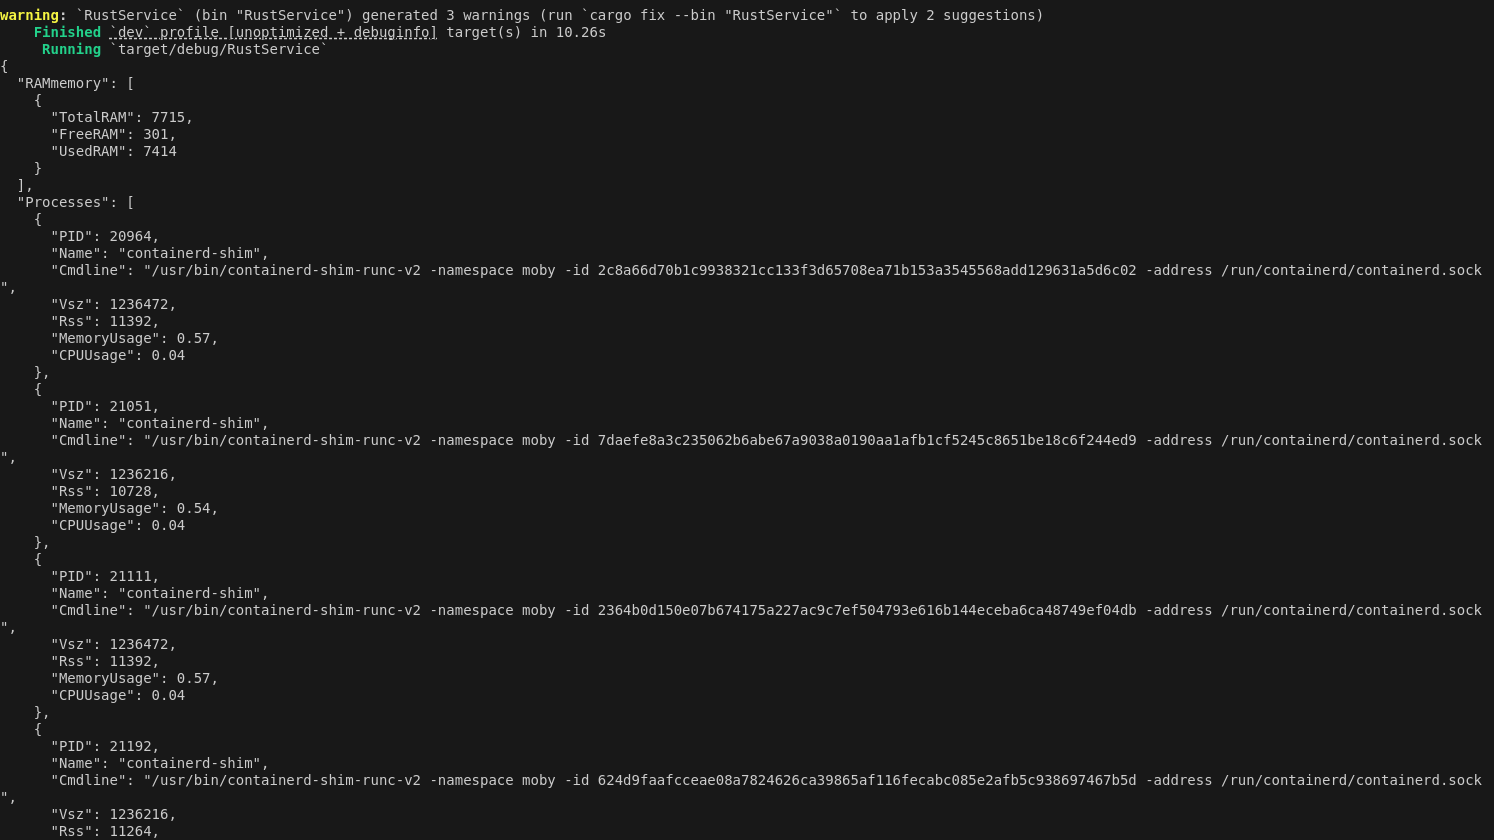 warning: `RustService` (bin "RustService") generated 3 warnings (run `cargo fix --bin "RustService"` to apply 2 suggestions)
    Finished `dev` profile [unoptimized + debuginfo] target(s) in 10.26s
     Running `target/debug/RustService`
{
  "RAMmemory": [
    {
      "TotalRAM": 7715,
      "FreeRAM": 301,
      "UsedRAM": 7414
    }
  ],
  "Processes": [
    {
      "PID": 20964,
      "Name": "containerd-shim",
      "Cmdline": "/usr/bin/containerd-shim-runc-v2 -namespace moby -id 2c8a66d70b1c9938321cc133f3d65708ea71b153a3545568add129631a5d6c02 -address /run/containerd/containerd.sock
",
      "Vsz": 1236472,
      "Rss": 11392,
      "MemoryUsage": 0.57,
      "CPUUsage": 0.04
    },
    {
      "PID": 21051,
      "Name": "containerd-shim",
      "Cmdline": "/usr/bin/containerd-shim-runc-v2 -namespace moby -id 7daefe8a3c235062b6abe67a9038a0190aa1afb1cf5245c8651be18c6f244ed9 -address /run/containerd/containerd.sock
",
      "Vsz": 1236216,
      "Rss": 10728,
      "MemoryUsage": 0.54,
      "CPUUsage": 0.04
    },
    {
      "PID": 21111,
      "Name": "containerd-shim",
      "Cmdline": "/usr/bin/containerd-shim-runc-v2 -namespace moby -id 2364b0d150e07b674175a227ac9c7ef504793e616b144eceba6ca48749ef04db -address /run/containerd/containerd.sock
",
      "Vsz": 1236472,
      "Rss": 11392,
      "MemoryUsage": 0.57,
      "CPUUsage": 0.04
    },
    {
      "PID": 21192,
      "Name": "containerd-shim",
      "Cmdline": "/usr/bin/containerd-shim-runc-v2 -namespace moby -id 624d9faafcceae08a7824626ca39865af116fecabc085e2afb5c938697467b5d -address /run/containerd/containerd.sock
",
      "Vsz": 1236216,
      "Rss": 11264,